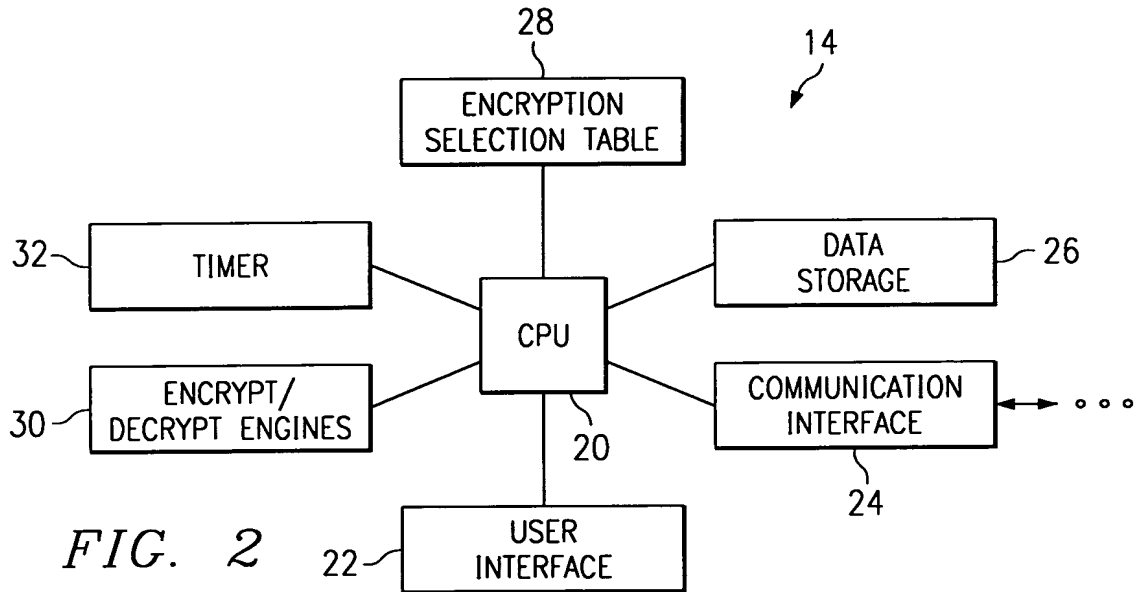 28
14
ENCRYPTION
SELECTION TABLE
32
TIMER
DATA
STORAGE
26
CPU
30
ENCRYPT/
DECRYPT ENGINES
COMMUNICATION
INTERFACE
20
24
FIG. 2
22
USER
INTERFACE